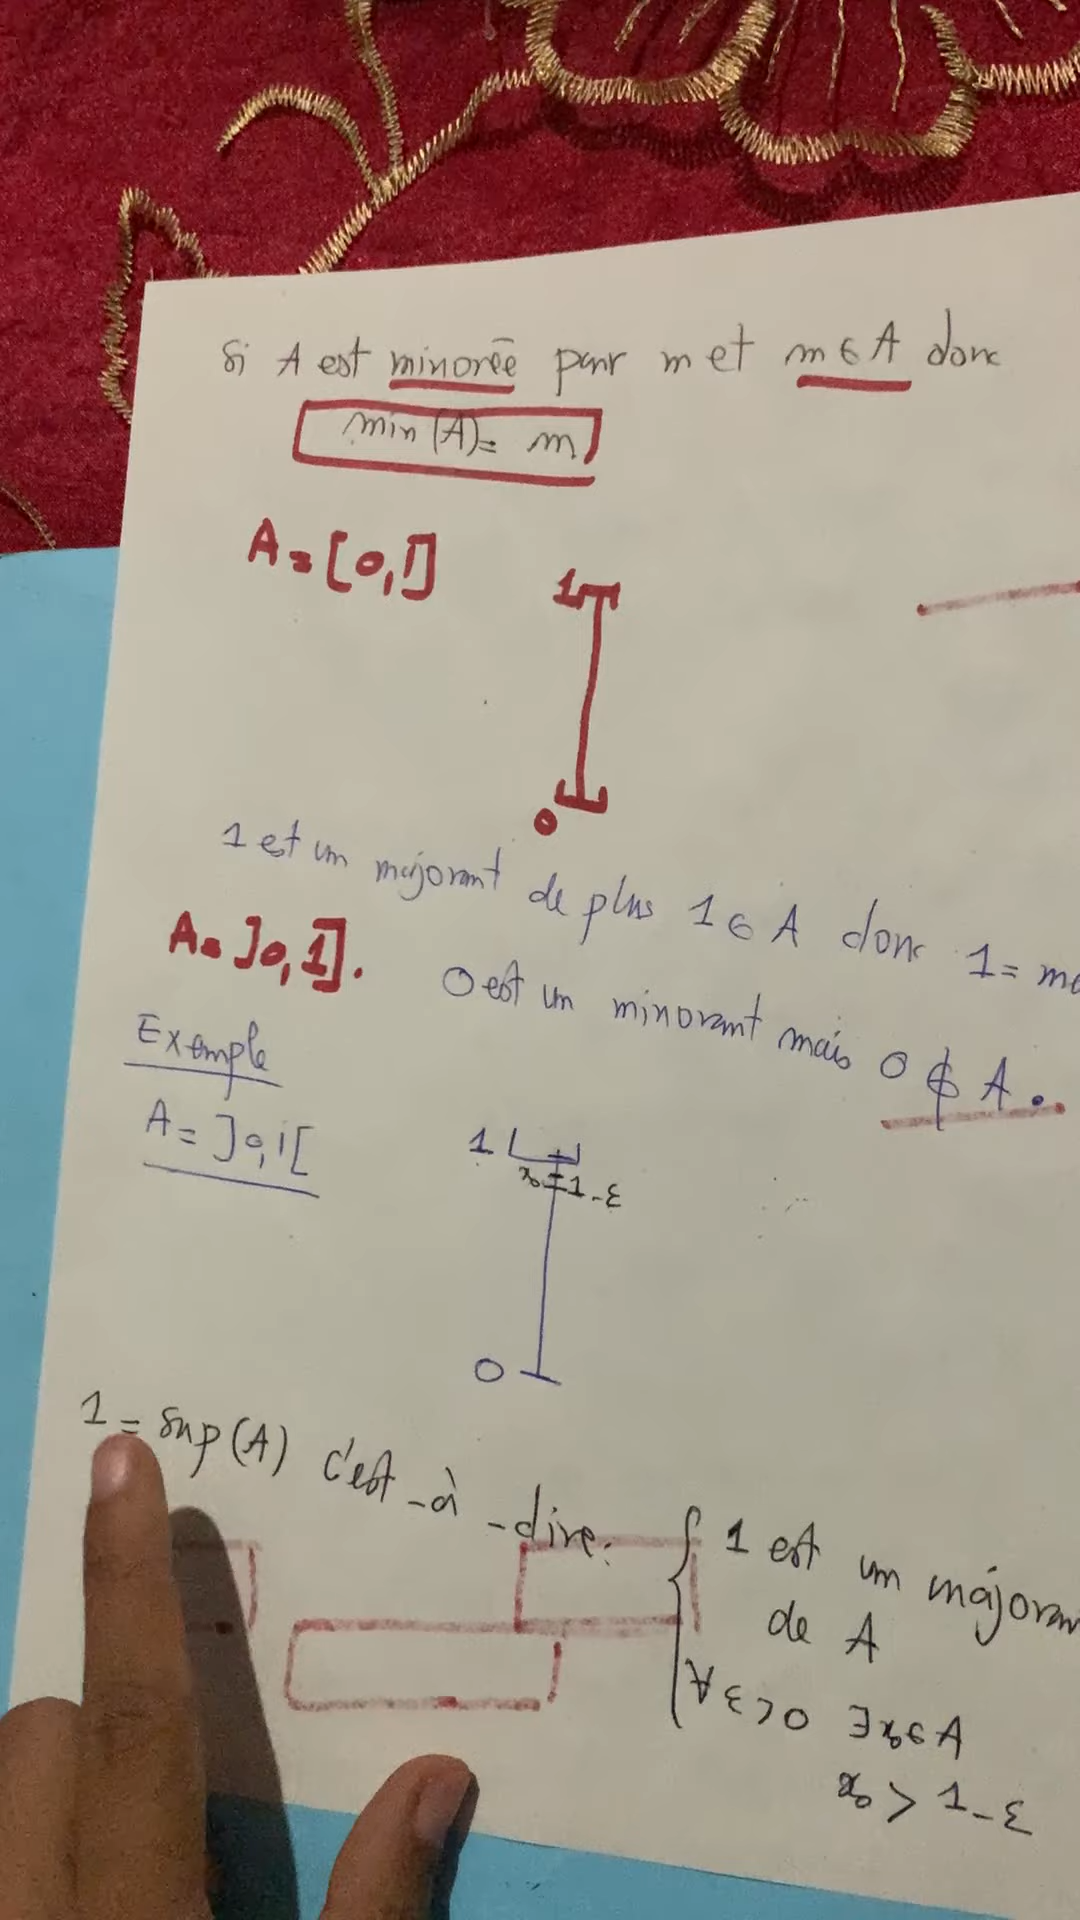 Si A est minorée par m et m ∈ A donc
min (A) = m
A = [0,1]
1
0
1 et un majorant de plus 1 ∈ A donc 1 =
A = ]0,1].
0 est un minorant mais 0 ∉ A.
Exemple
A = ]0,1[
1
x₀ 1-ε
0
1 = sup(A) c'est-à-dire:
1 est un majoran
de A
∀ε>0 ∃x₀∈A
x₀ > 1-ε